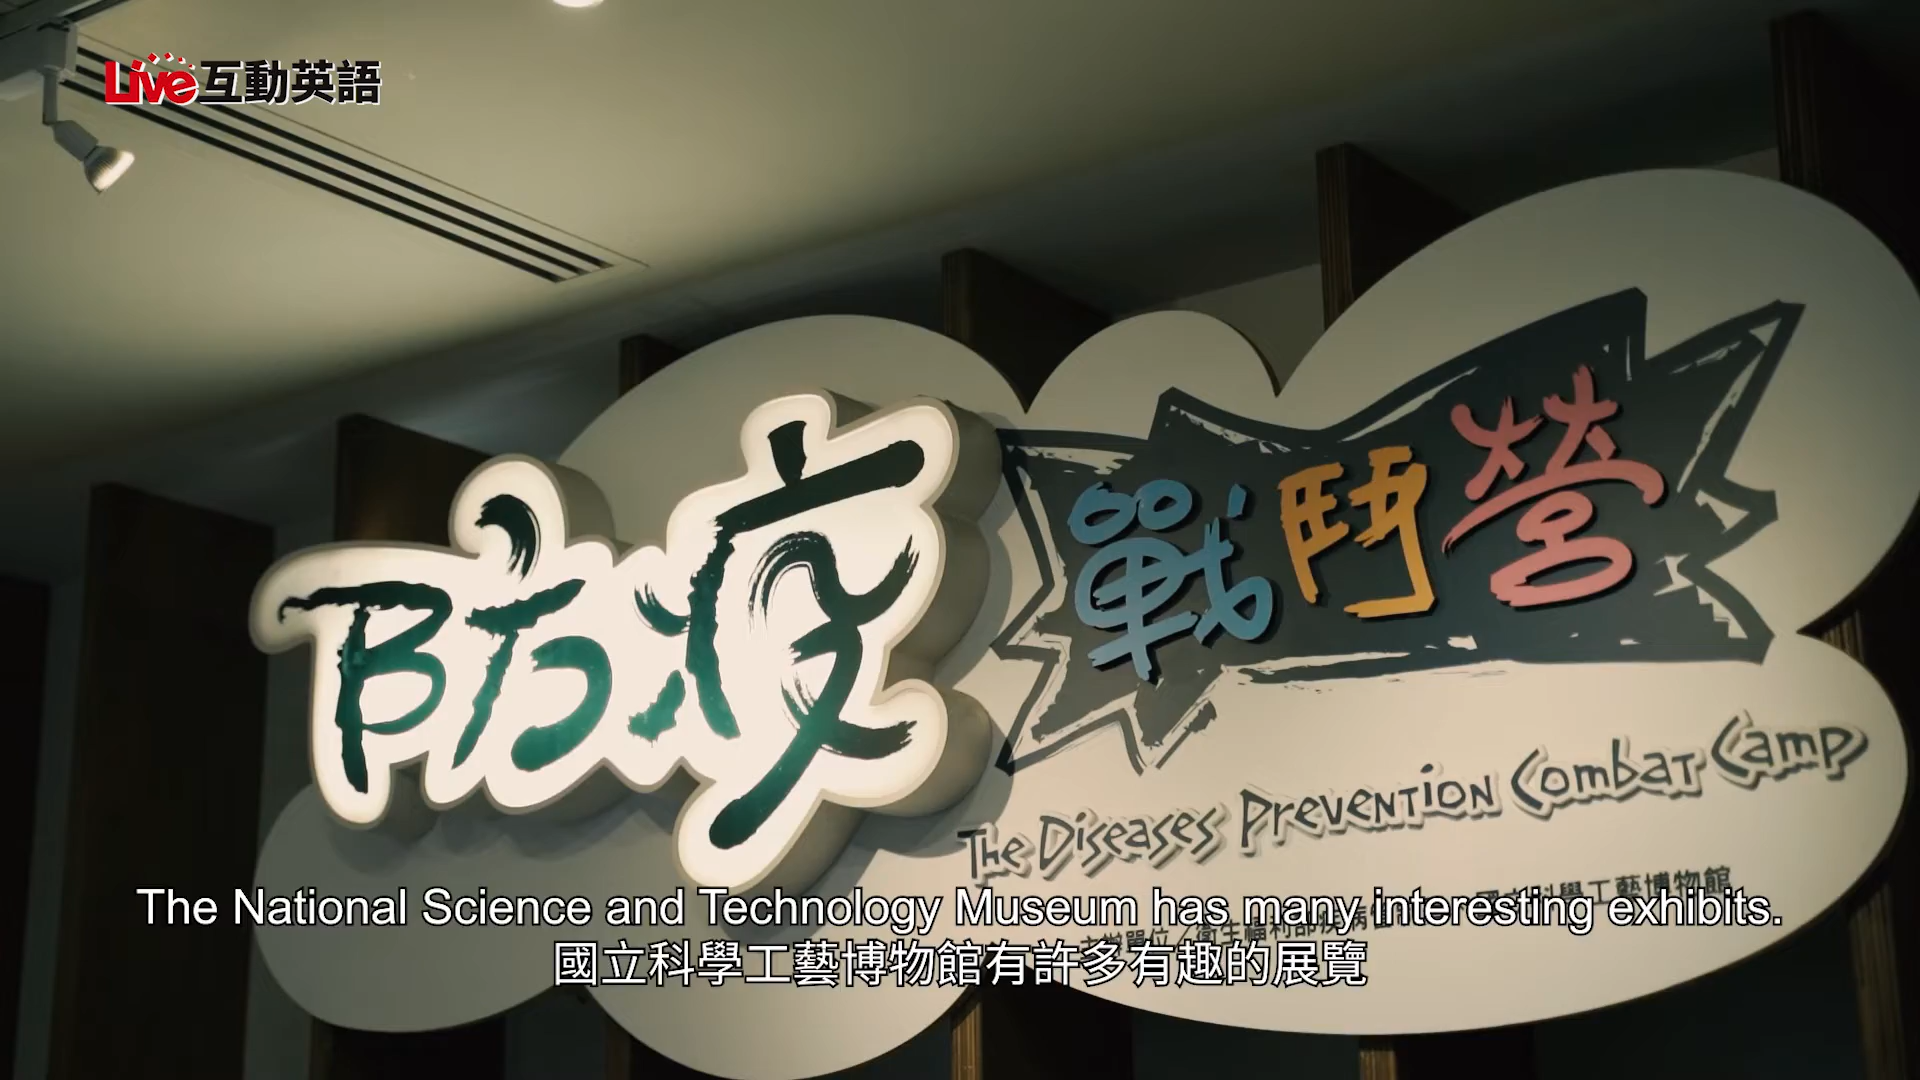 Live互動英語
防疫 戰鬥營
The Diseases Prevention Combat Camp
The National Science and Technology Museum has many interesting exhibits.
國立科學工藝博物館有許多有趣的展覽